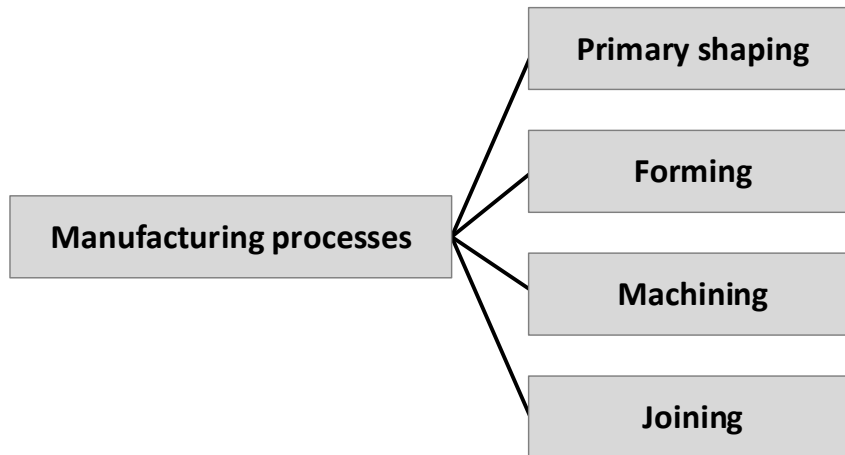 Primary shaping
Forming
Manufacturing processes
Machining
Joining